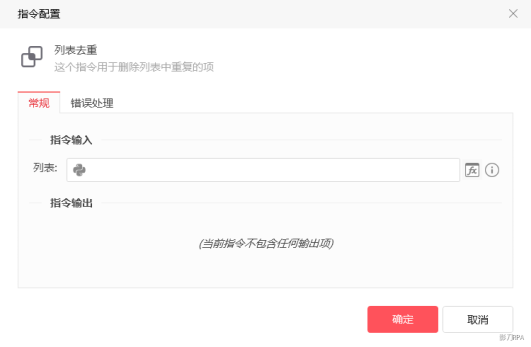 指令配置
列表去重
这个指令用于删除列表中重复的项
常规 错误处理
指令输入
列表:
fx
指令输出
(当前指令不包含任何输出项)
确定 取消
影刀RPA